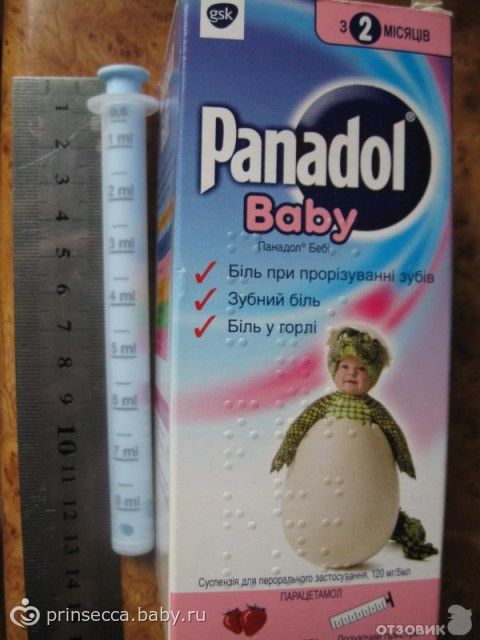 gsk
З 2 МІСЯЦІВ
Panadol®
Baby
Панадол® Бебі
Біль при прорізуванні зубів
Зубний біль
Біль у горлі
Суспензія для перорального застосування, 120 мг/5мл
ПАРАЦЕТАМОЛ
0,5
1 ml
2 ml
3 ml
4 ml
5 ml
6 ml
7 ml
8 ml
1
2
3
4
5
6
7
8
9
10
11
12
13
14
prinsecca.baby.ru
ОТЗОВИК